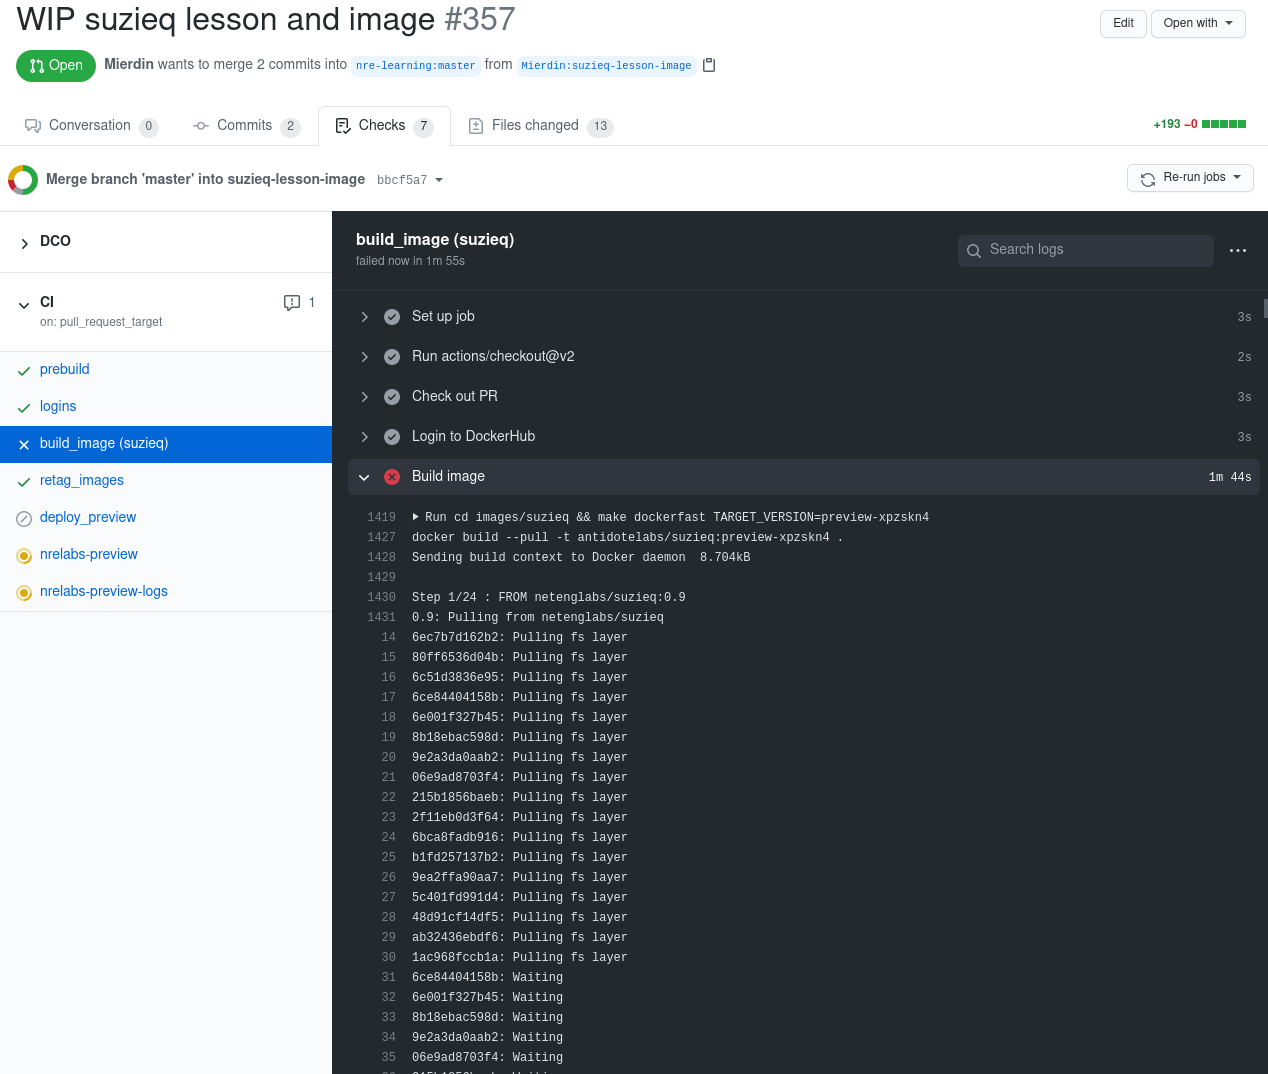 WIP suzieq lesson and image #357
Edit
Open with
Open
Mierdin wants to merge 2 commits into nre-learning:master from Mierdin:suzieq-lesson-image
Conversation 0
Commits 2
Checks 7
Files changed 13
+193 −0
Merge branch 'master' into suzieq-lesson-image bbcf5a7
Re-run jobs
DCO
CI 1
on: pull_request_target
prebuild
logins
build_image (suzieq)
retag_images
deploy_preview
nrelabs-preview
nrelabs-preview-logs
build_image (suzieq)
failed now in 1m 55s
Search logs
Set up job 3s
Run actions/checkout@v2 2s
Check out PR 3s
Login to DockerHub 3s
Build image 1m 44s
1419 Run cd images/suzieq && make dockerfast TARGET_VERSION=preview-xpzskn4
1427 docker build --pull -t antidotelabs/suzieq:preview-xpzskn4 .
1428 Sending build context to Docker daemon 8.704kB
1429
1430 Step 1/24 : FROM netenglabs/suzieq:0.9
1431 0.9: Pulling from netenglabs/suzieq
14 6ec7b7d162b2: Pulling fs layer
15 80ff6536d04b: Pulling fs layer
16 6c51d3836e95: Pulling fs layer
17 6ce84404158b: Pulling fs layer
18 6e001f327b45: Pulling fs layer
19 8b18ebac598d: Pulling fs layer
20 9e2a3da0aab2: Pulling fs layer
21 06e9ad8703f4: Pulling fs layer
22 215b1856baeb: Pulling fs layer
23 2f11eb0d3f64: Pulling fs layer
24 6bca8fadb916: Pulling fs layer
25 b1fd257137b2: Pulling fs layer
26 9ea2ffa90aa7: Pulling fs layer
27 5c401fd991d4: Pulling fs layer
28 48d91cf14df5: Pulling fs layer
29 ab32436ebdf6: Pulling fs layer
30 1ac968fccb1a: Pulling fs layer
31 6ce84404158b: Waiting
32 6e001f327b45: Waiting
33 8b18ebac598d: Waiting
34 9e2a3da0aab2: Waiting
35 06e9ad8703f4: Waiting